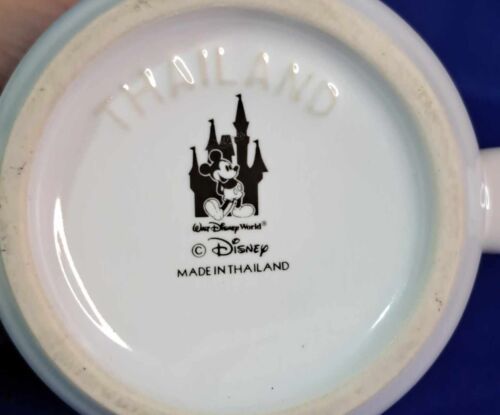 THAILAND
Walt Disney World®
© Disney
MADE IN THAILAND